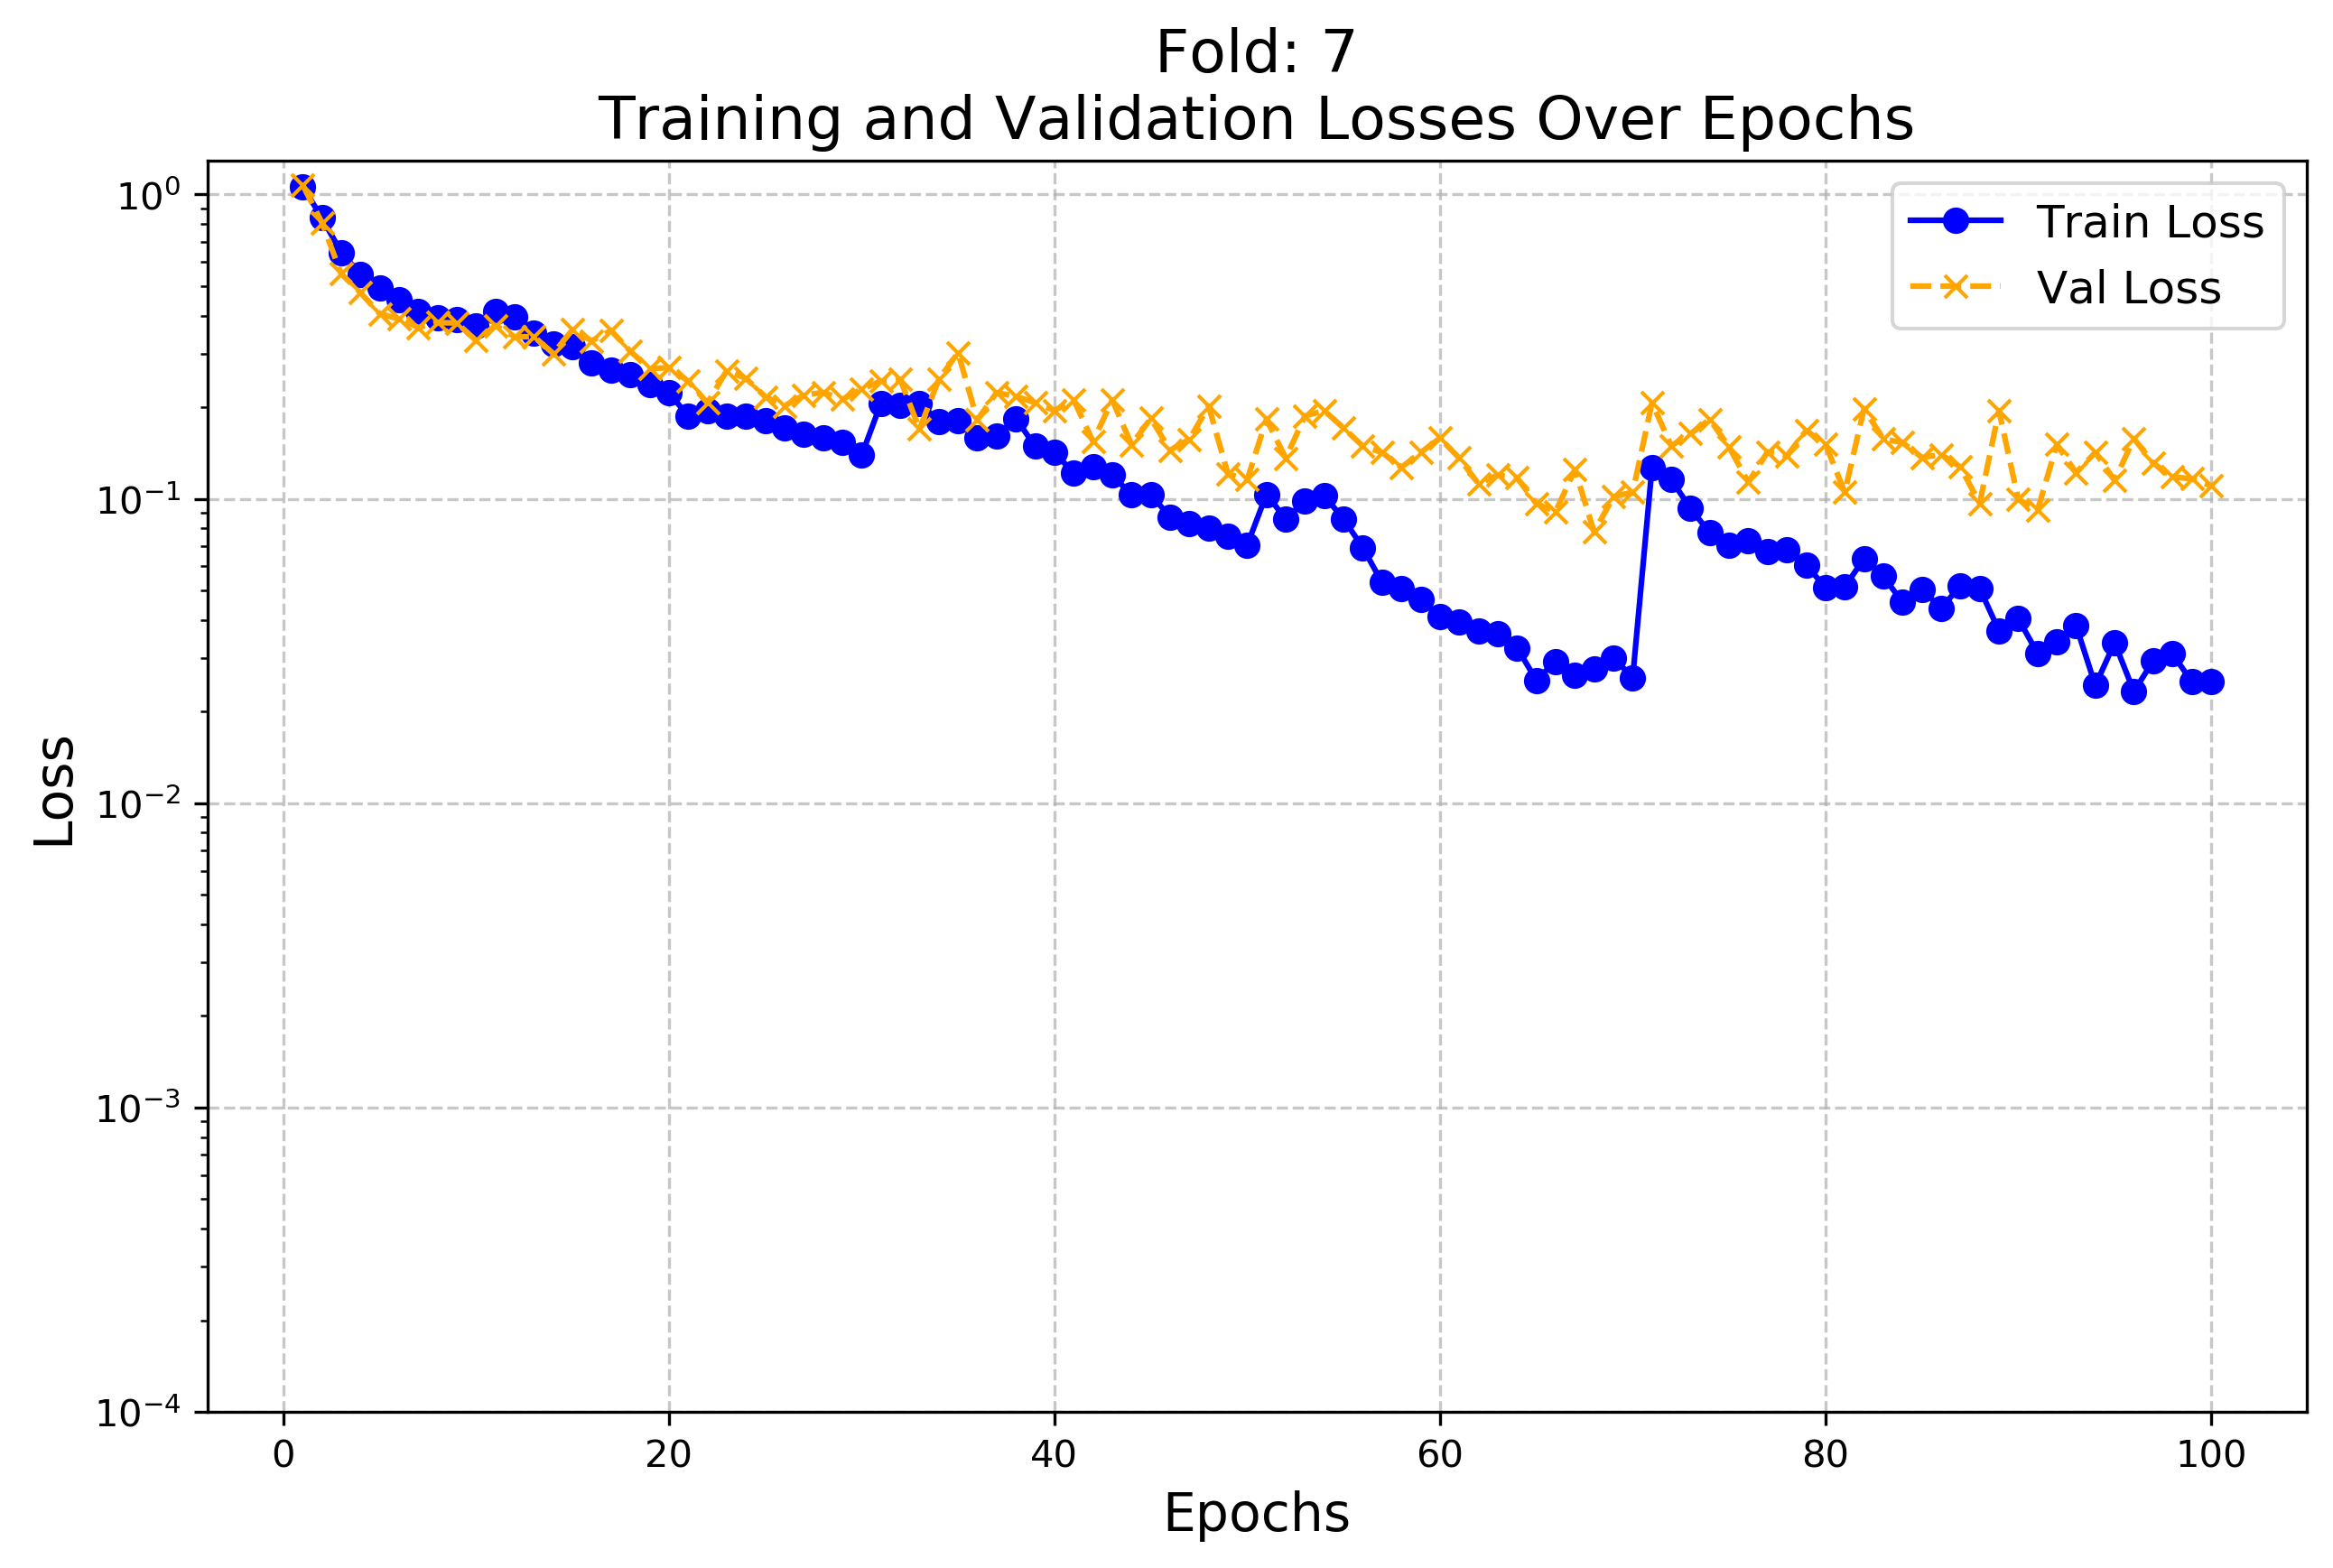 Fold: 7
Training and Validation Losses Over Epochs
Train Loss
Val Loss
Loss
10⁰
10⁻¹
10⁻²
10⁻³
10⁻⁴
0 20 40 60 80 100
Epochs